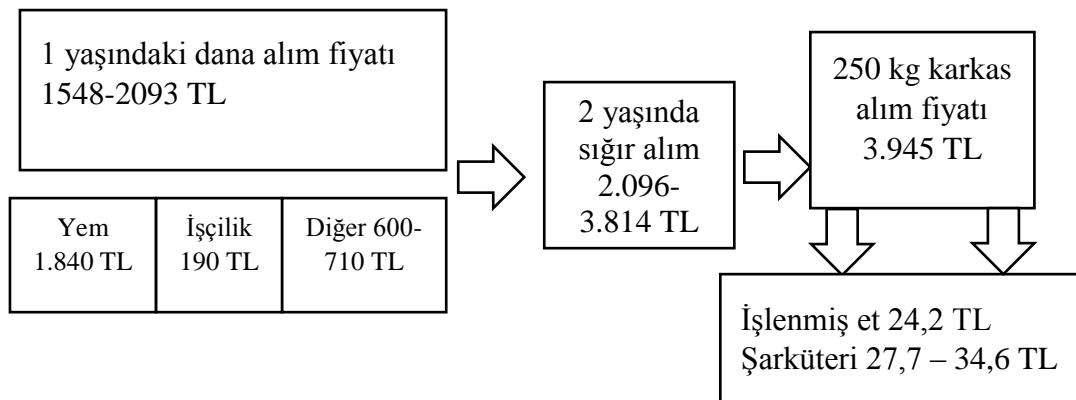 1 yaşındaki dana alım fiyatı
1548-2093 TL
Yem
1.840 TL
İşçilik
190 TL
Diğer 600-
710 TL
2 yaşında
sığır alım
2.096-
3.814 TL
250 kg karkas
alım fiyatı
3.945 TL
İşlenmiş et 24,2 TL
Şarküteri 27,7 – 34,6 TL